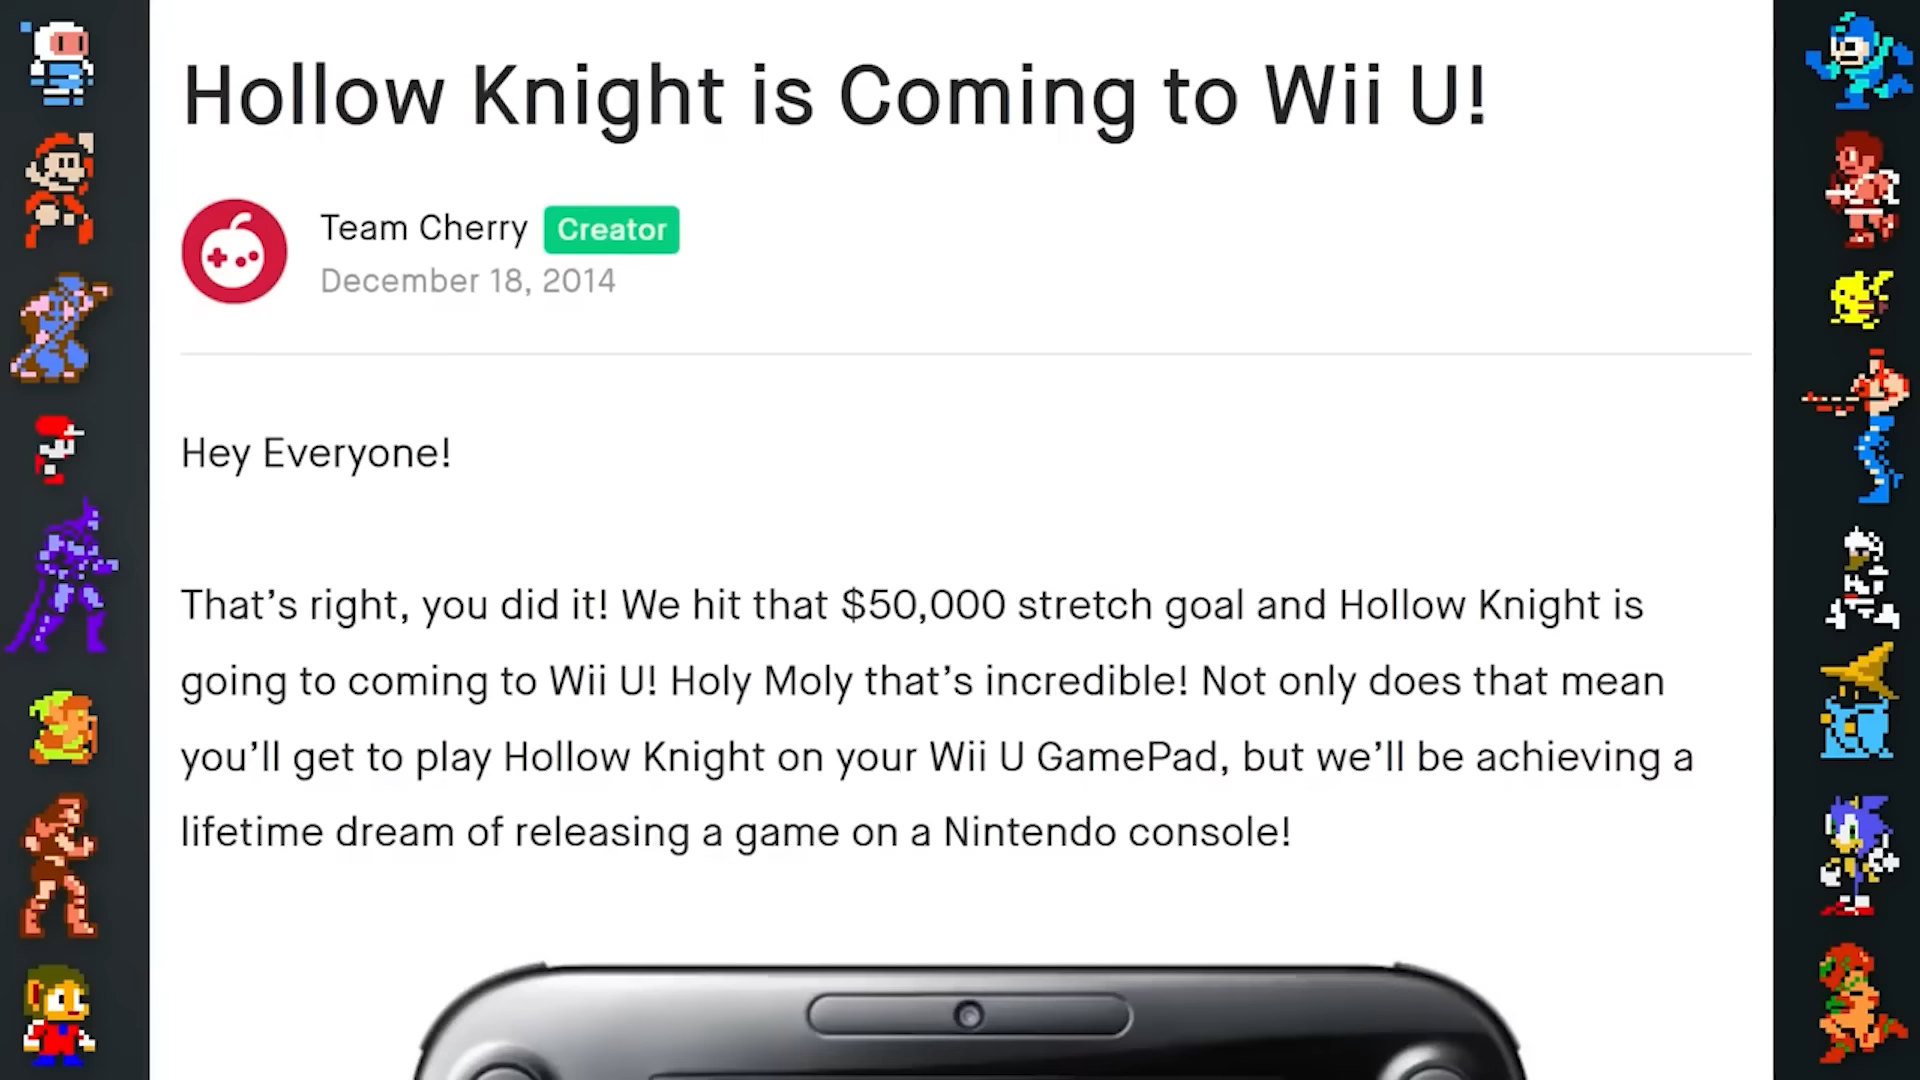 Hollow Knight is Coming to Wii U!
Team Cherry Creator
December 18, 2014
Hey Everyone!
That’s right, you did it! We hit that $50,000 stretch goal and Hollow Knight is
going to coming to Wii U! Holy Moly that’s incredible! Not only does that mean
you’ll get to play Hollow Knight on your Wii U GamePad, but we’ll be achieving a
lifetime dream of releasing a game on a Nintendo console!